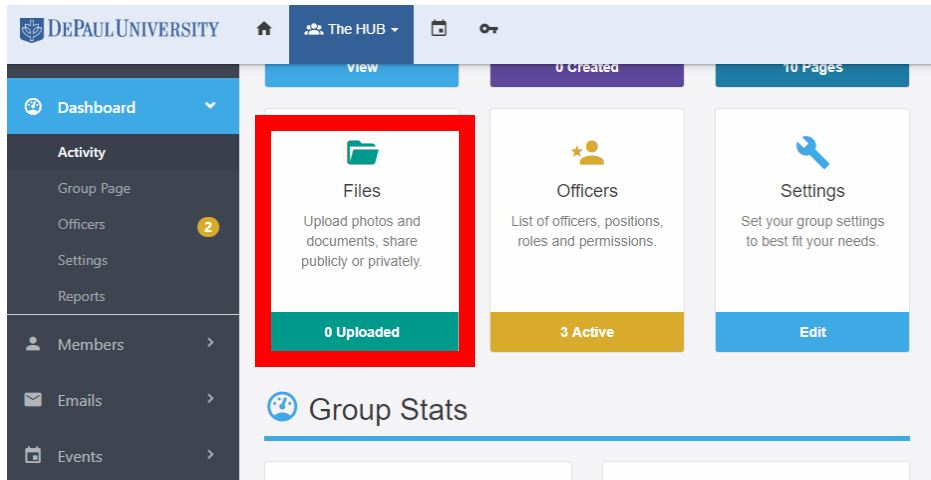 DEPAUL UNIVERSITY
The HUB
View
0 Created
10 Pages
Dashboard
Activity
Group Page
Officers
2
Settings
Reports
Members
Emails
Events
Files
Upload photos and
documents, share
publicly or privately.
0 Uploaded
Officers
List of officers, positions,
roles and permissions.
3 Active
Settings
Set your group settings
to best fit your needs.
Edit
Group Stats